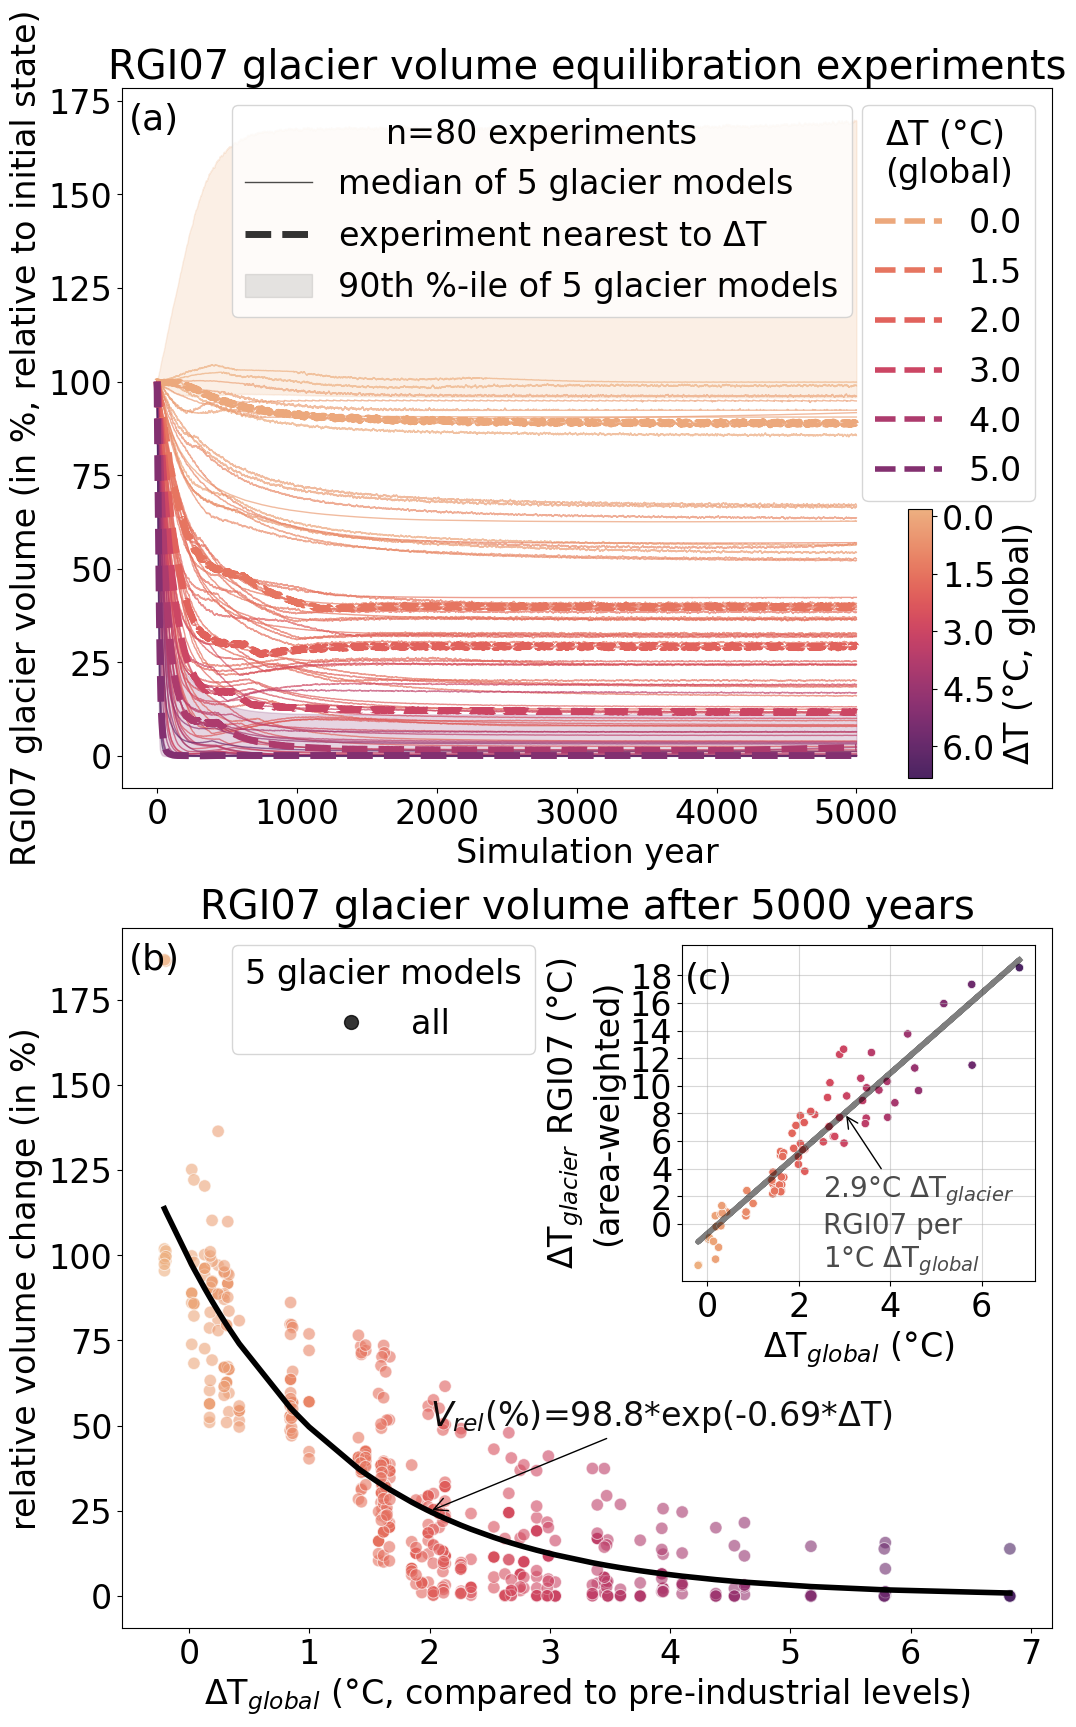 RGI07 glacier volume equilibration experiments
(a)
RGI07 glacier volume (in %, relative to initial state)
175
150
125
100
75
50
25
0
n=80 experiments
median of 5 glacier models
experiment nearest to ΔT
90th %-ile of 5 glacier models
ΔT (°C)
(global)
0.0
1.5
2.0
3.0
4.0
5.0
0.0
1.5
3.0
4.5
6.0
ΔT (°C, global)
0 1000 2000 3000 4000 5000
Simulation year
RGI07 glacier volume after 5000 years
(b)
relative volume change (in %)
175
150
125
100
75
50
25
0
5 glacier models
all
V_rel(%)=98.8*exp(-0.69*ΔT)
0 1 2 3 4 5 6 7
ΔT_global (°C, compared to pre-industrial levels)
(c)
ΔT_glacier RGI07 (°C)
(area-weighted)
18
16
14
12
10
8
6
4
2
0
2.9°C ΔT_glacier
RGI07 per
1°C ΔT_global
0 2 4 6
ΔT_global (°C)